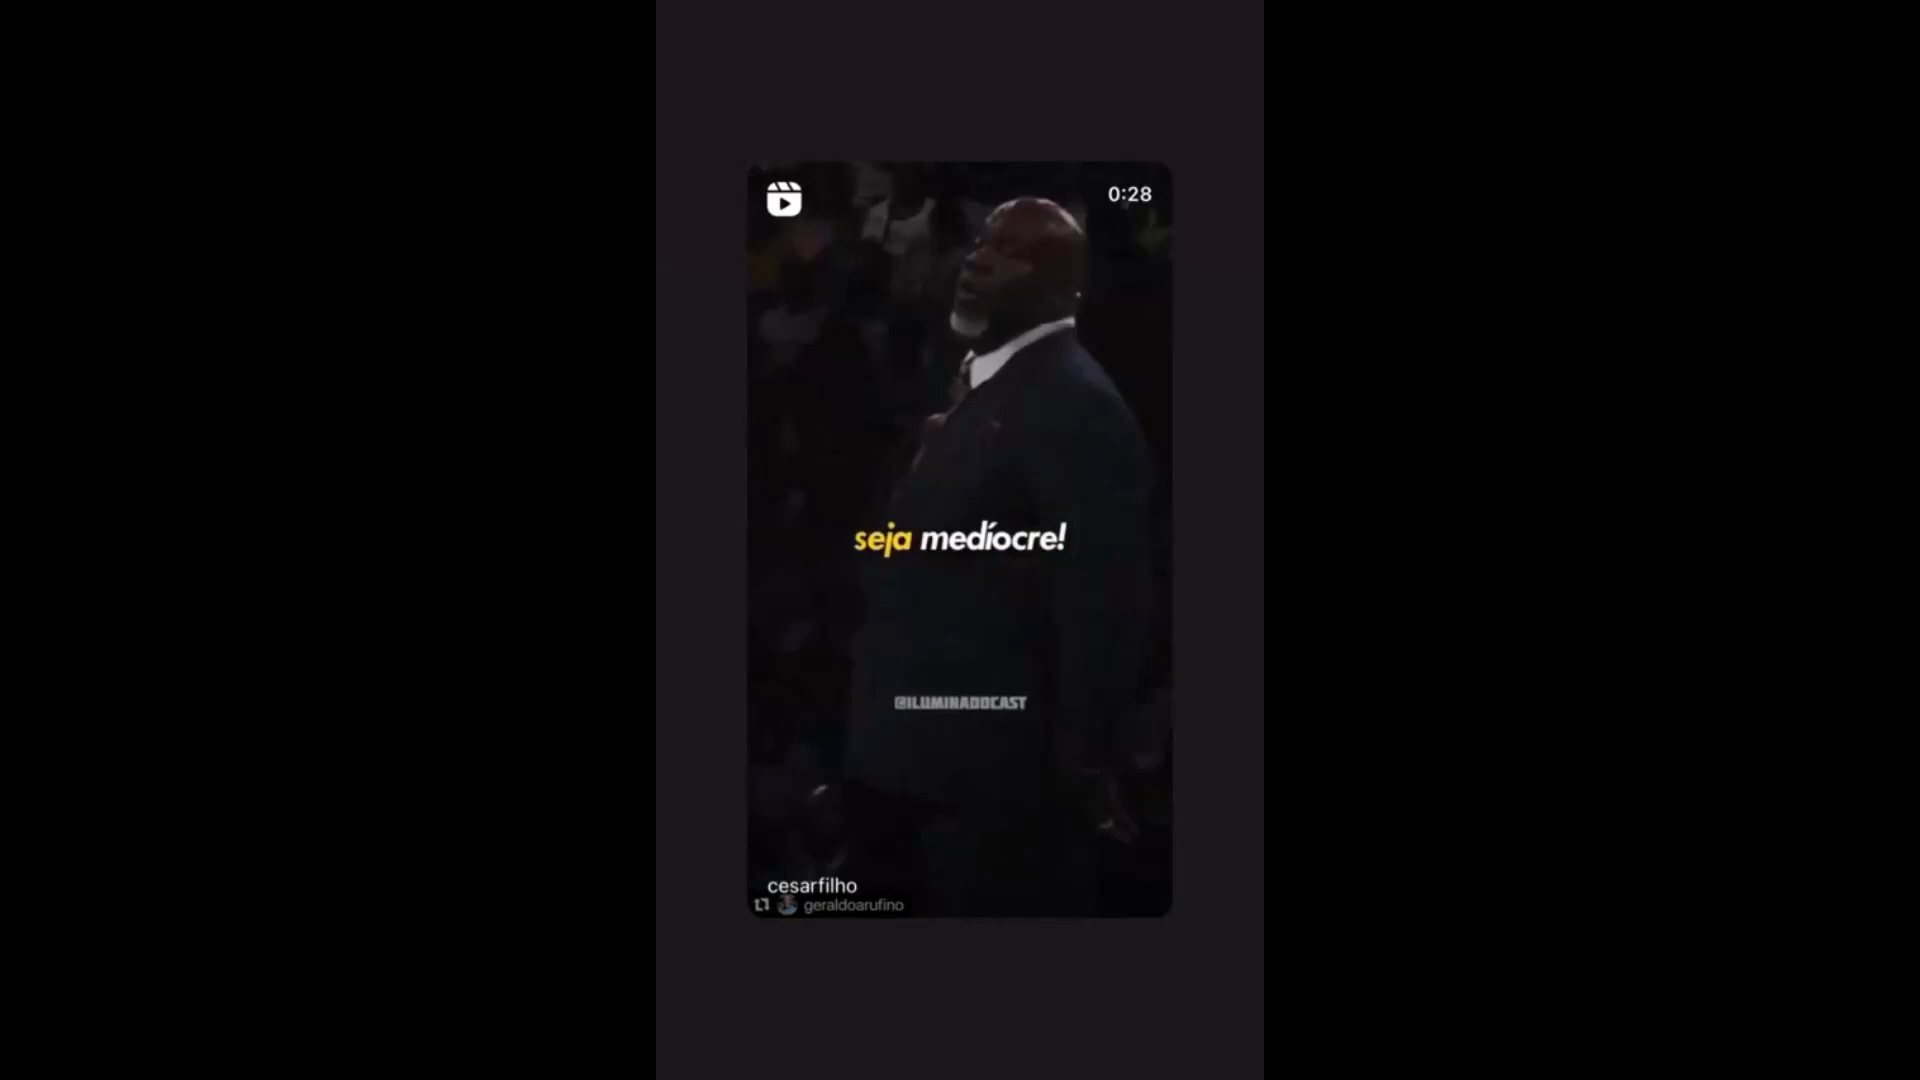 0:28
seja medíocre!
@ILUMINADOCAST
cesarfilho
geraldoarufino